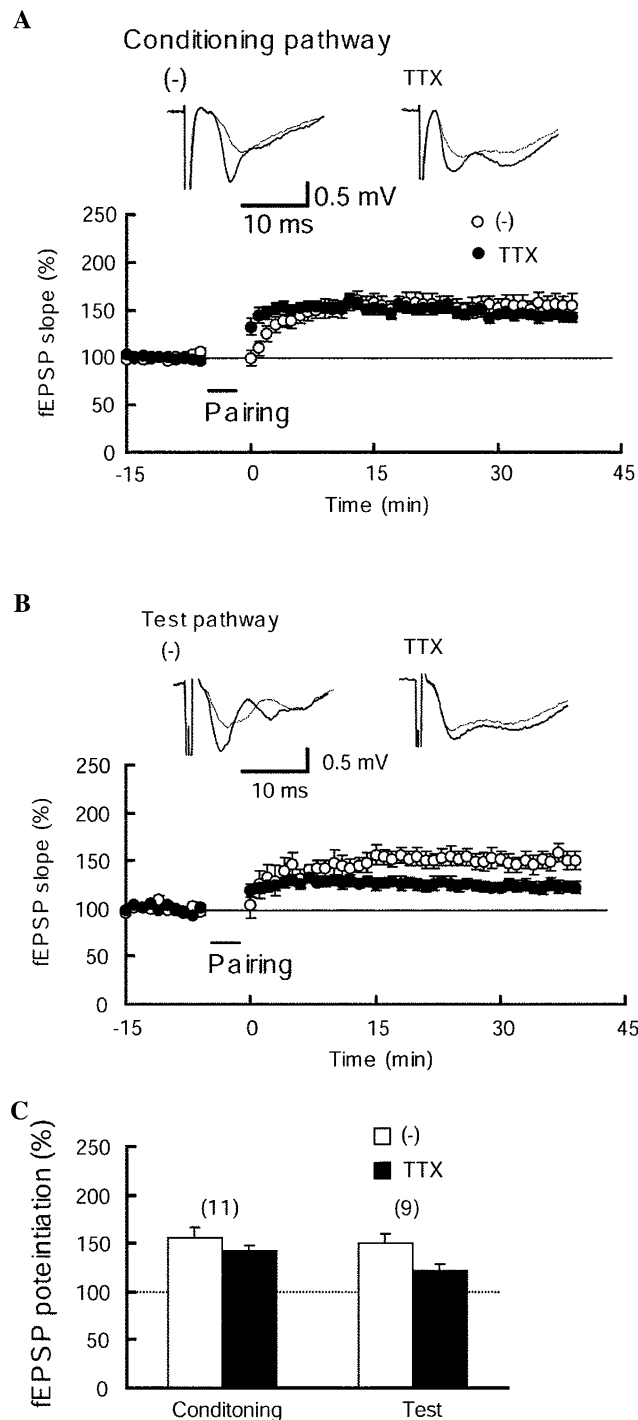 A
Conditioning pathway
(-)
TTX
0.5 mV
10 ms
(-)
TTX
250
200
150
100
50
0
fEPSP slope (%)
Pairing
-15
0
15
30
45
Time (min)
B
Test pathway
(-)
TTX
0.5 mV
10 ms
250
200
150
100
50
0
fEPSP slope (%)
Pairing
-15
0
15
30
45
Time (min)
C
(-)
TTX
250
200
150
100
50
0
fEPSP poteintiation (%)
(11)
(9)
Conditoning
Test